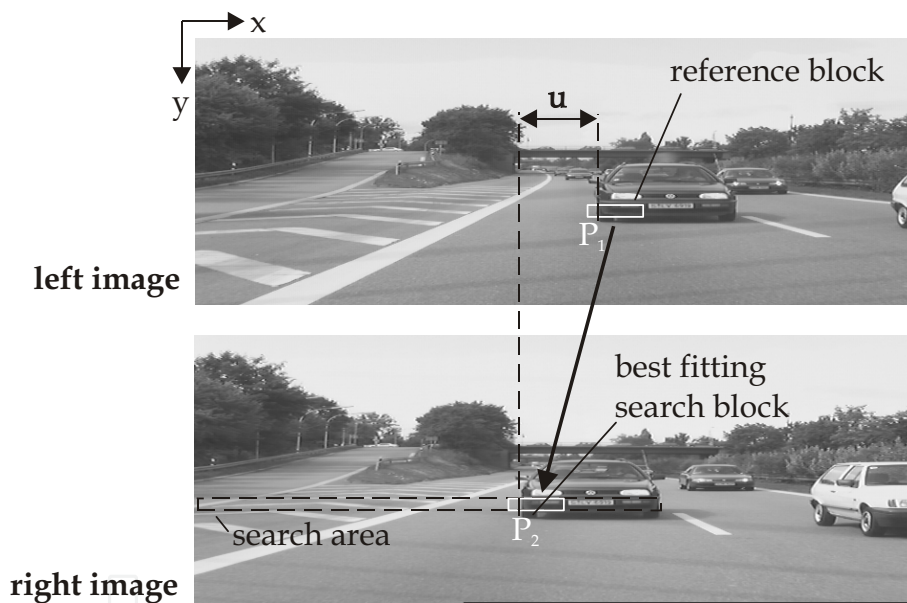 x
y
u
reference block
P1
left image
best fitting
search block
search area
P2
right image